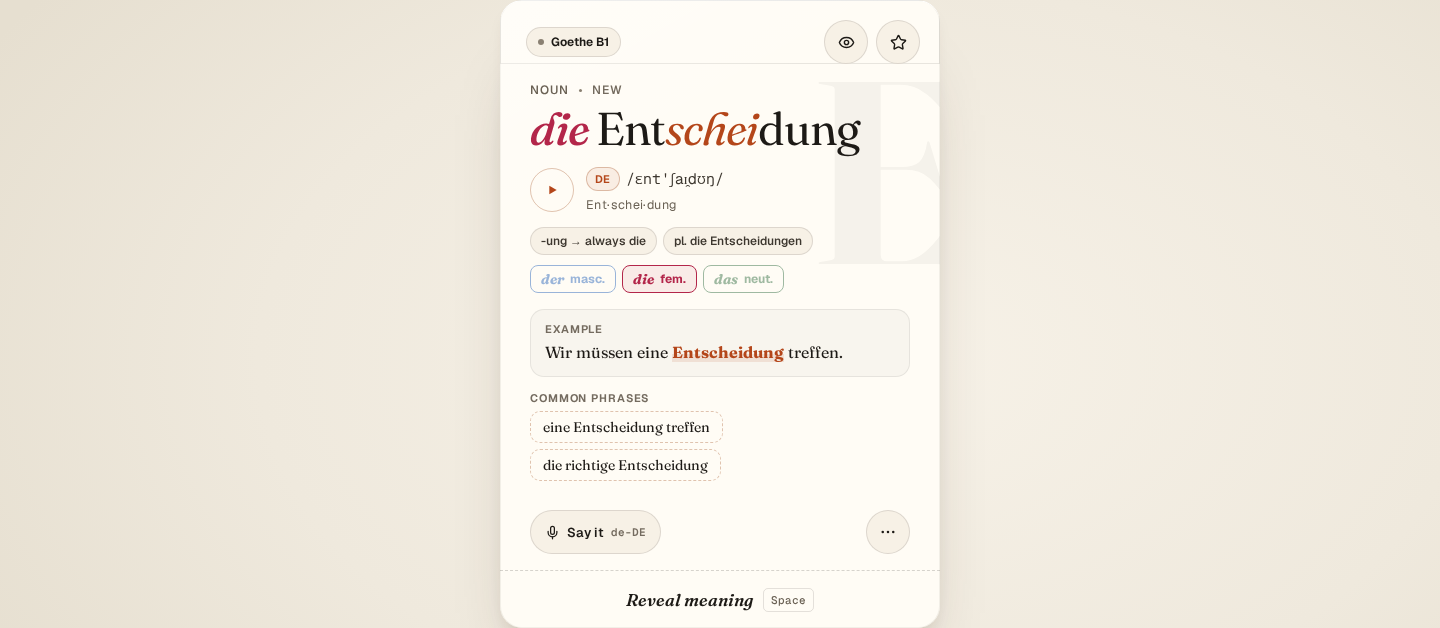 Goethe B1
NOUN • NEW
die Entscheidung
DE /ɛntˈʃaɪ̯dʊŋ/
Ent·schei·dung
-ung → always die
pl. die Entscheidungen
der masc.
die fem.
das neut.
EXAMPLE
Wir müssen eine Entscheidung treffen.
COMMON PHRASES
eine Entscheidung treffen
die richtige Entscheidung
Say it de-DE
Reveal meaning Space
E